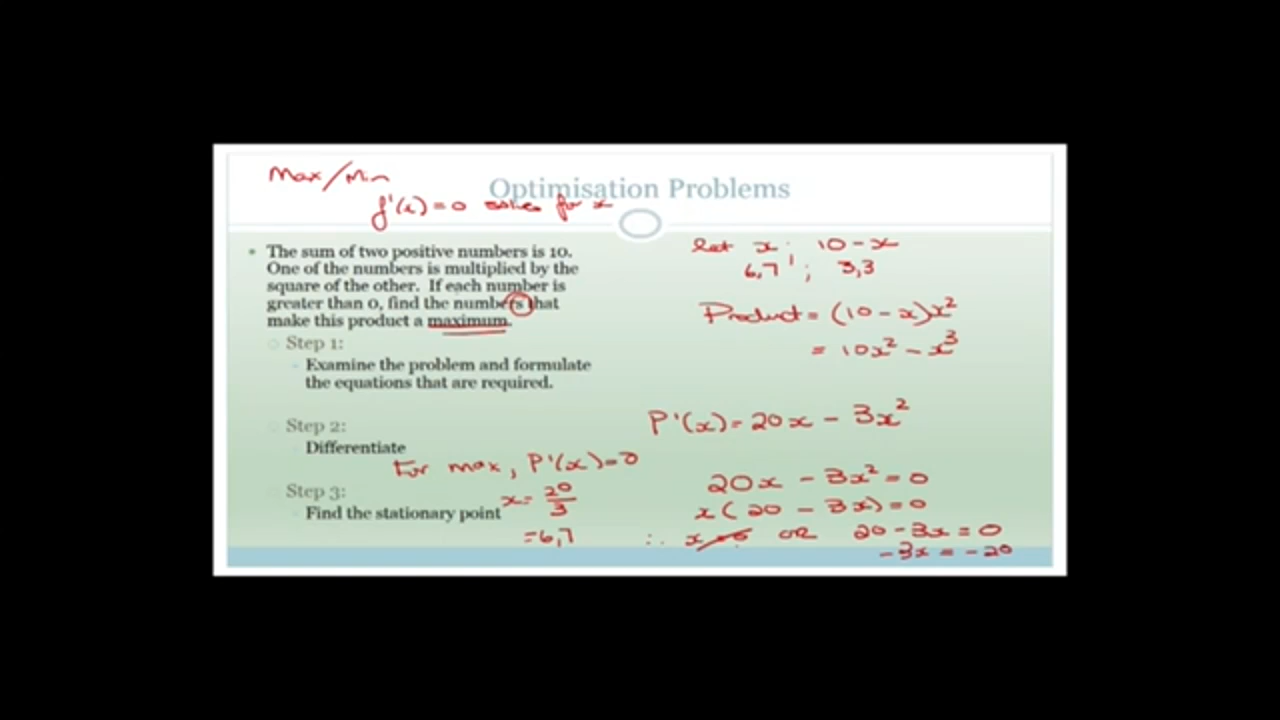 Max/Min
Optimisation Problems
f'(x) = 0 solve for x
• The sum of two positive numbers is 10.
One of the numbers is multiplied by the
square of the other. If each number is
greater than 0, find the numbers that
make this product a maximum.
Step 1:
Examine the problem and formulate
the equations that are required.
Step 2:
Differentiate
For max, P'(x)=0
Step 3:
Find the stationary point
x = 20/3
= 6,7
let x ; 10 - x
6,7 ; 3,3
Product = (10 - x)x²
= 10x² - x³
P'(x) = 20x - 3x²
20x - 3x² = 0
x(20 - 3x) = 0
∴ x = 0 OR 20 - 3x = 0
-3x = -20